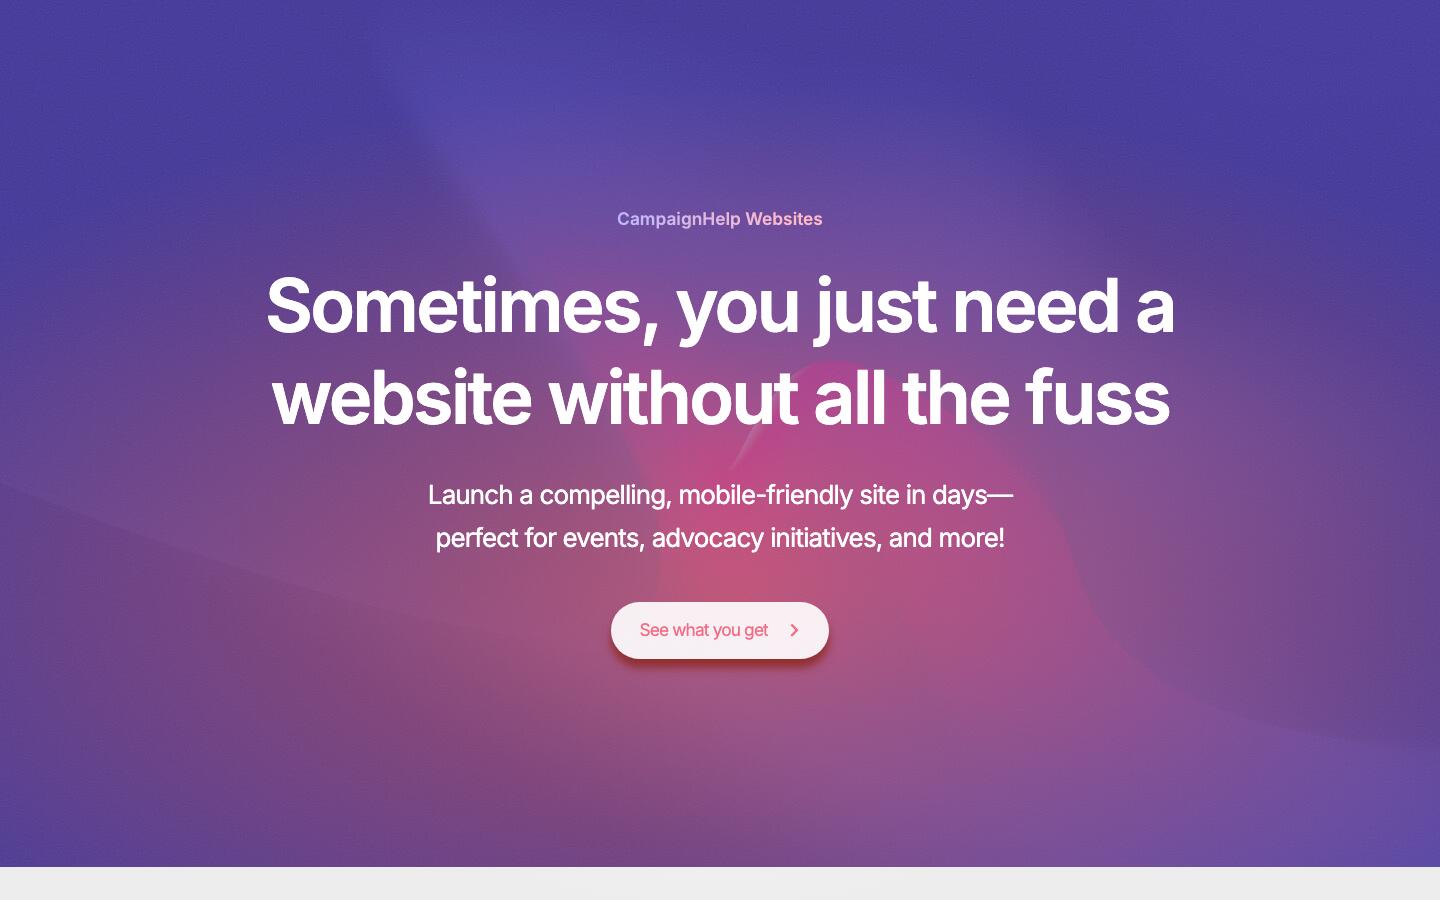 CampaignHelp Websites
Sometimes, you just need a
website without all the fuss
Launch a compelling, mobile-friendly site in days—
perfect for events, advocacy initiatives, and more!
See what you get